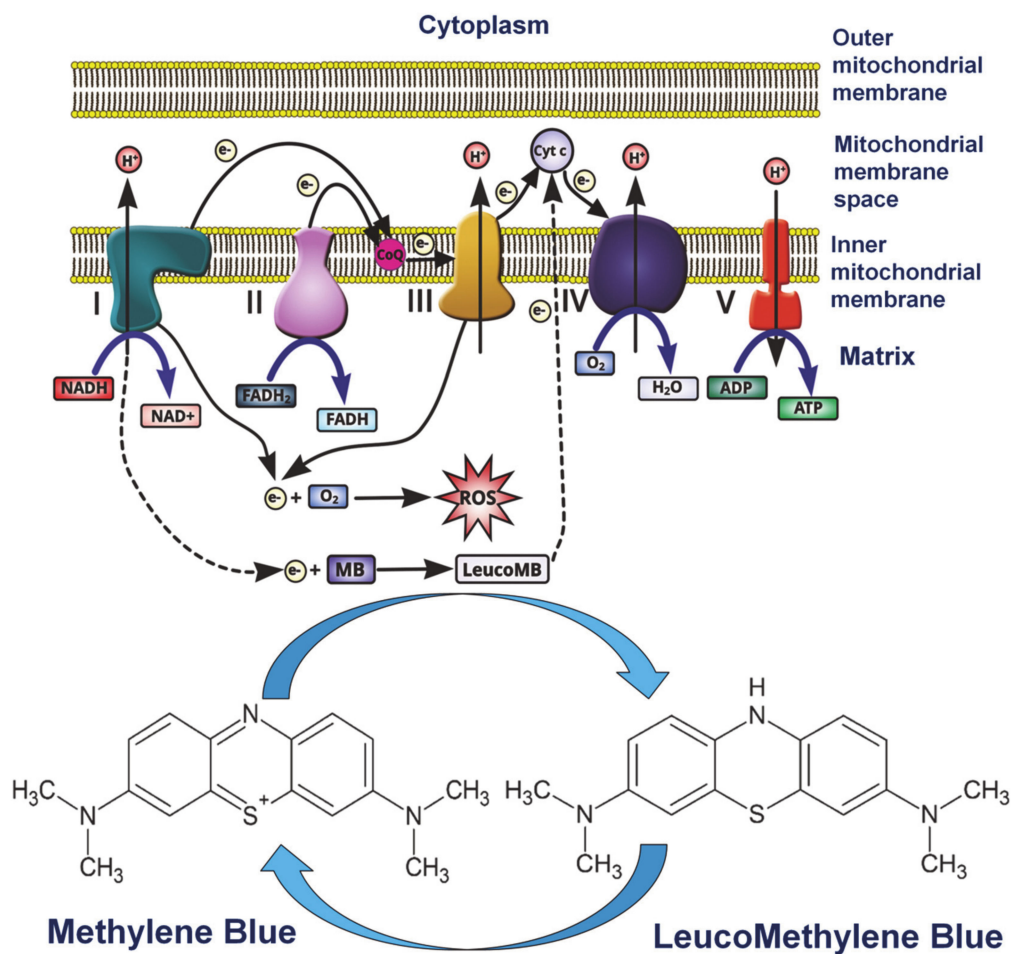 Cytoplasm
Outer
mitochondrial
membrane
Mitochondrial
membrane
space
H⁺
e-
e-
H⁺
e-
Cyt c
e-
H⁺
H⁺
Inner
mitochondrial
membrane
CoQ
e-
I
II
III
e-
IV
V
Matrix
NADH
NAD+
FADH₂
FADH
O₂
H₂O
ADP
ATP
e- + O₂
ROS
e- + MB
LeucoMB
N
S⁺
H₃C
N
CH₃
N
CH₃
CH₃
H
N
S
H₃C
N
CH₃
N
CH₃
CH₃
Methylene Blue
LeucoMethylene Blue